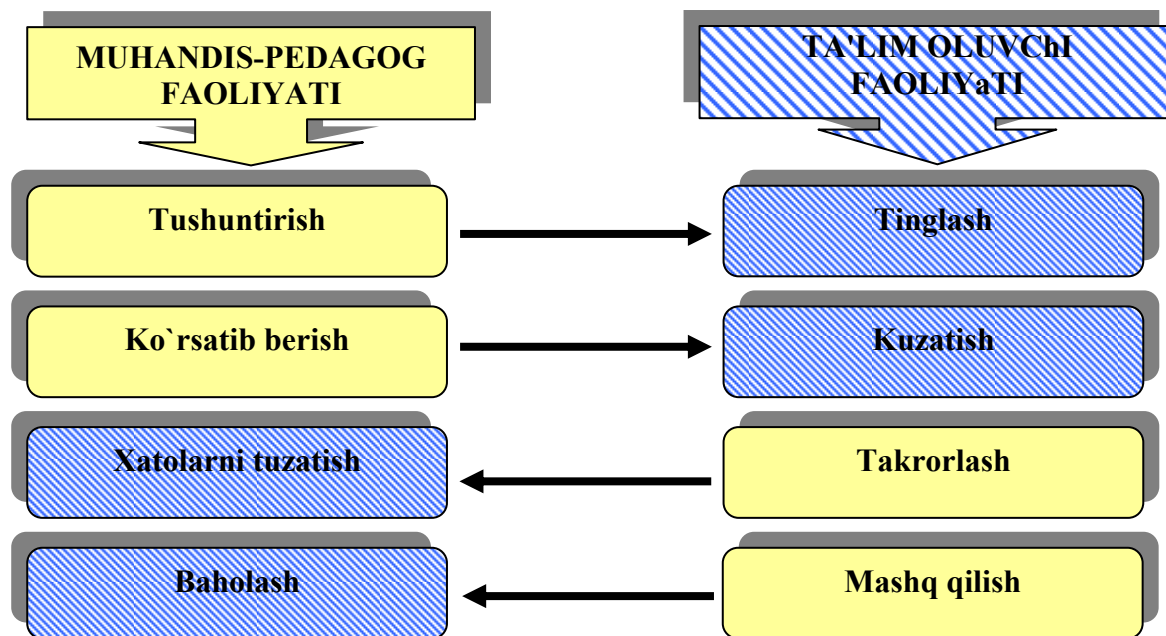 MUHANDIS-PEDAGOG
FAOLIYATI
TA'LIM OLUVChI
FAOLIYaTI
Tushuntirish
Tinglash
Ko`rsatib berish
Kuzatish
Xatolarni tuzatish
Takrorlash
Baholash
Mashq qilish